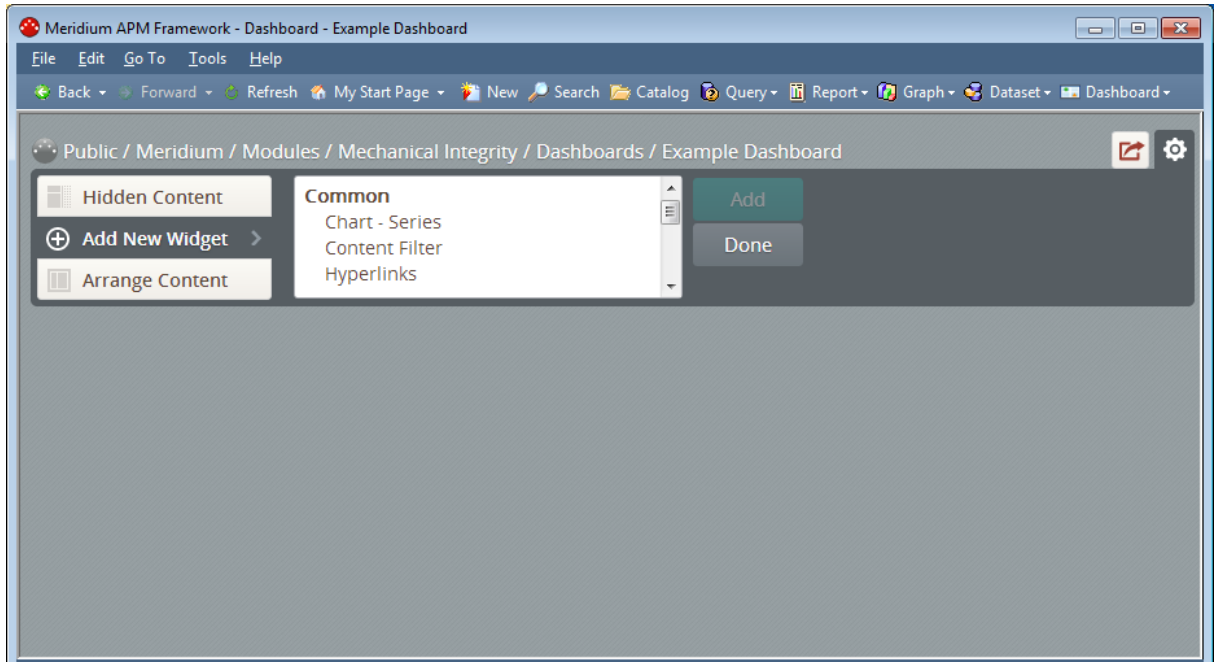 Meridium APM Framework - Dashboard - Example Dashboard
File Edit Go To Tools Help
Back Forward Refresh My Start Page New Search Catalog Query Report Graph Dataset Dashboard
Public / Meridium / Modules / Mechanical Integrity / Dashboards / Example Dashboard
Hidden Content
Add New Widget
Arrange Content
Common
Chart - Series
Content Filter
Hyperlinks
Add
Done